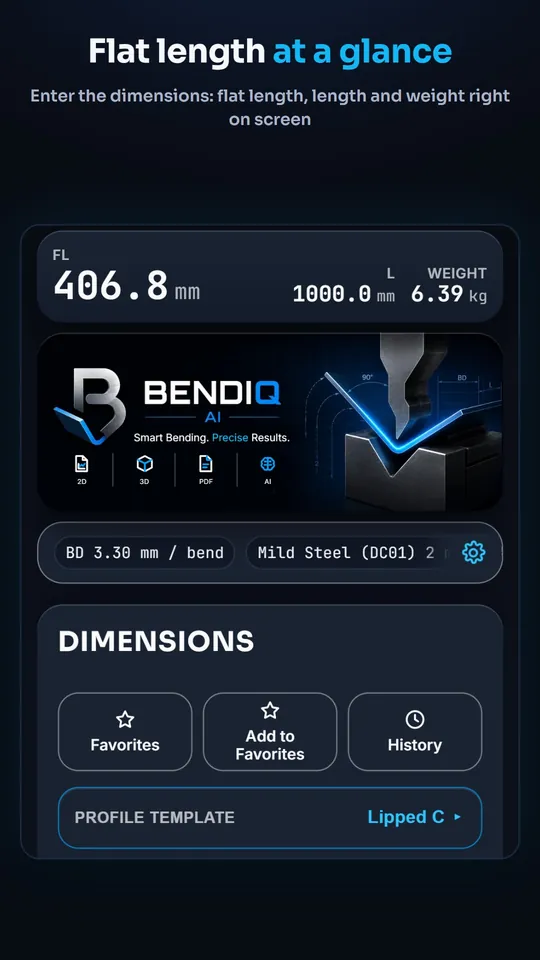 Flat length at a glance
Enter the dimensions: flat length, length and weight right
on screen
FL
406.8 mm
L
1000.0 mm
WEIGHT
6.39 kg
BENDIQ
AI
Smart Bending. Precise Results.
2D
3D
PDF
AI
90°
BD
L
BD 3.30 mm / bend
Mild Steel (DC01) 2
DIMENSIONS
Favorites
Add to
Favorites
History
PROFILE TEMPLATE
Lipped C